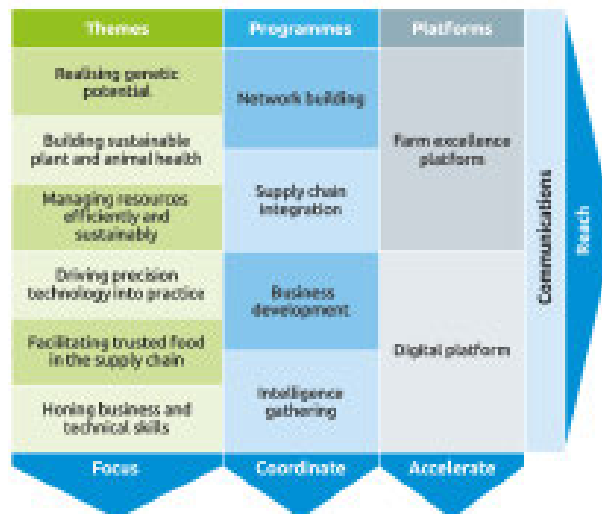 Themes
Realising genetic
potential
Building sustainable
plant and animal health
Managing resources
efficiently and
sustainably
Driving precision
technology into practice
Facilitating trusted food
in the supply chain
Honing business and
technical skills
Focus
Programmes
Network building
Supply chain
integration
Business
development
Intelligence
gathering
Coordinate
Platforms
Farm excellence
platform
Digital platform
Accelerate
Communications
Reach